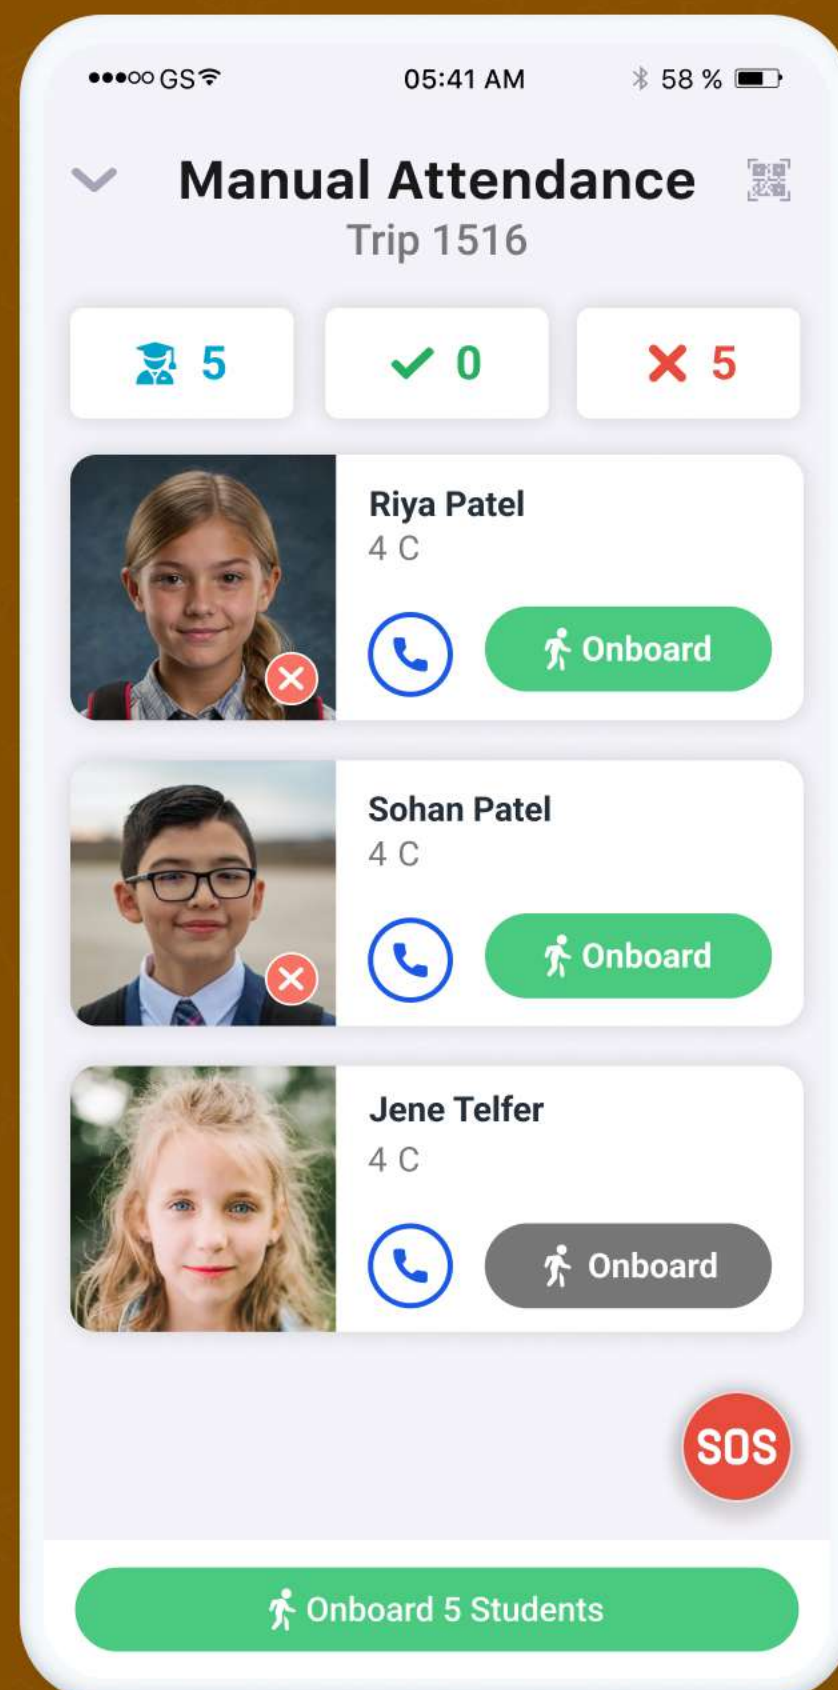 GS 05:41 AM 58 %
Manual Attendance
Trip 1516
5 0 5
Riya Patel
4 C
Onboard
Sohan Patel
4 C
Onboard
Jene Telfer
4 C
Onboard
SOS
Onboard 5 Students